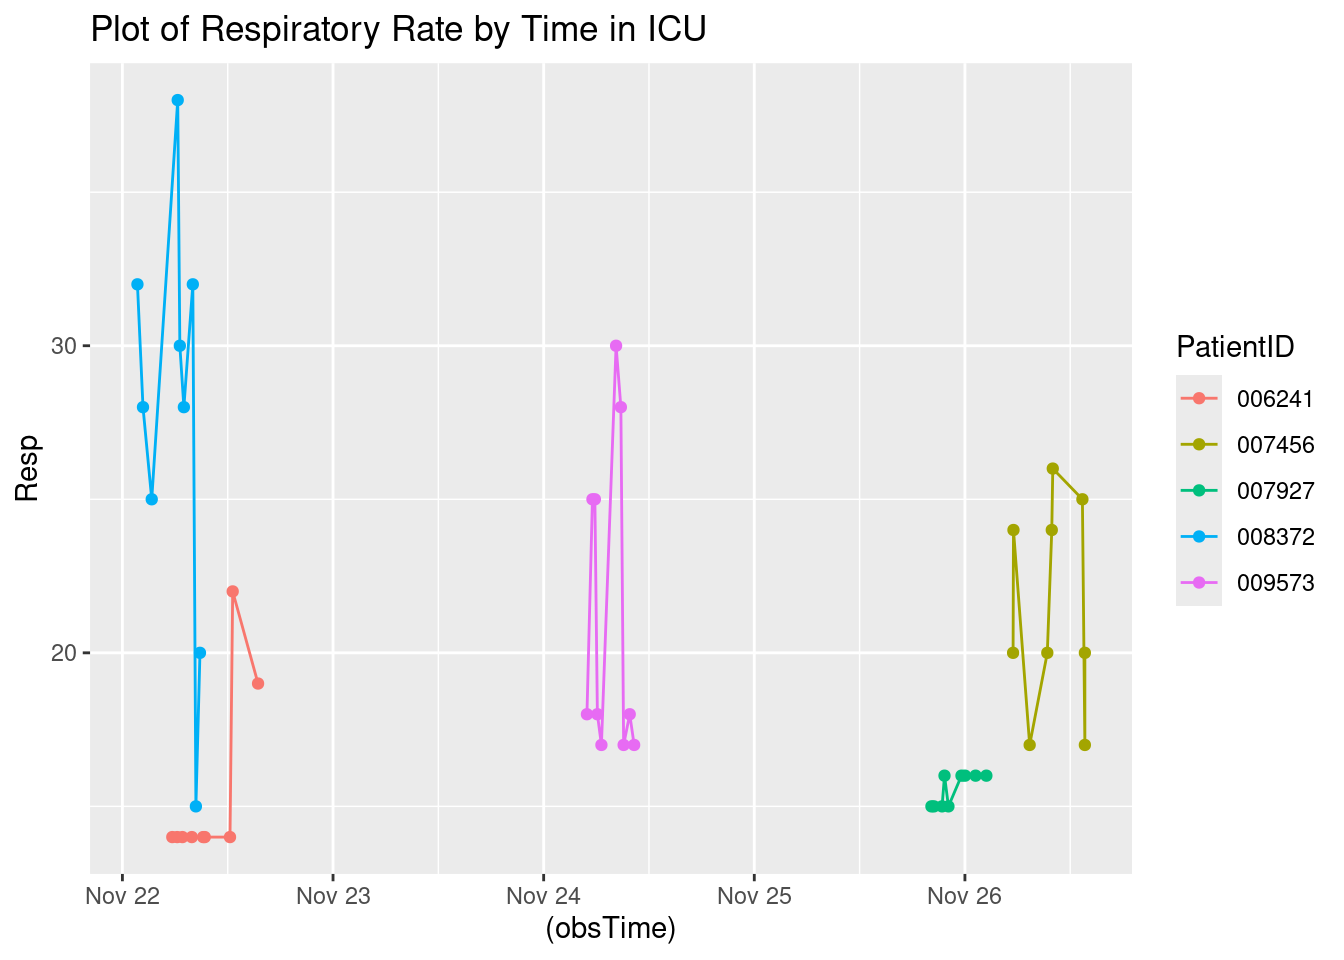 Plot of Respiratory Rate by Time in ICU
Resp
30
20
Nov 22
Nov 23
Nov 24
Nov 25
Nov 26
(obsTime)
PatientID
006241
007456
007927
008372
009573